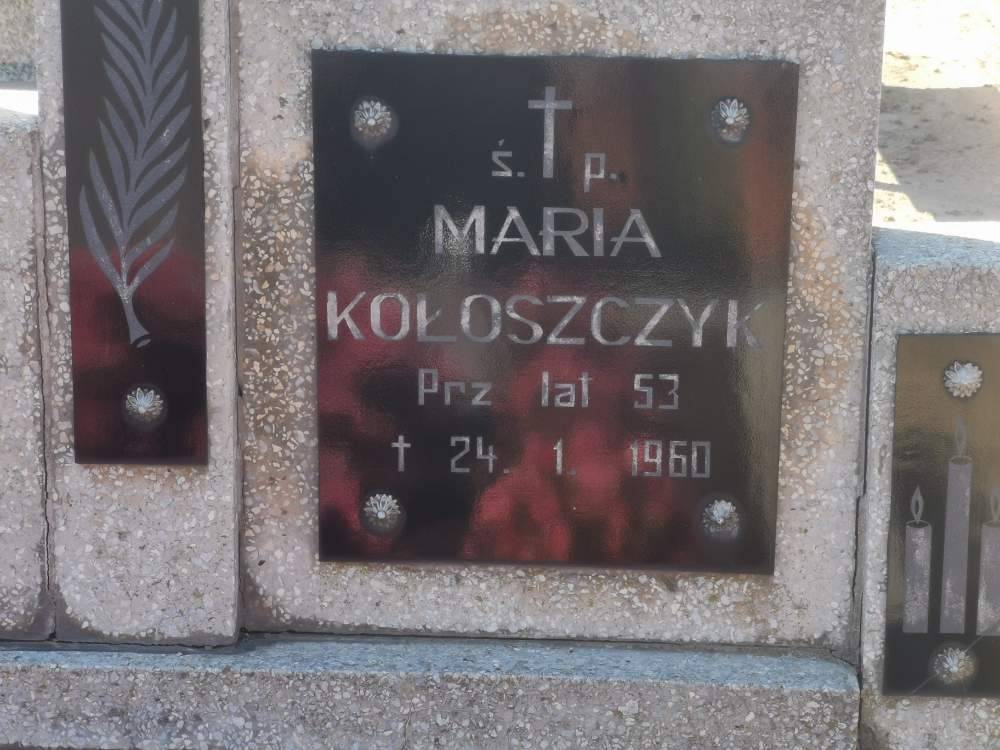 ś. p.
MARIA
KOŁOSZCZYK
Prz lat 53
† 24. 1. 1960